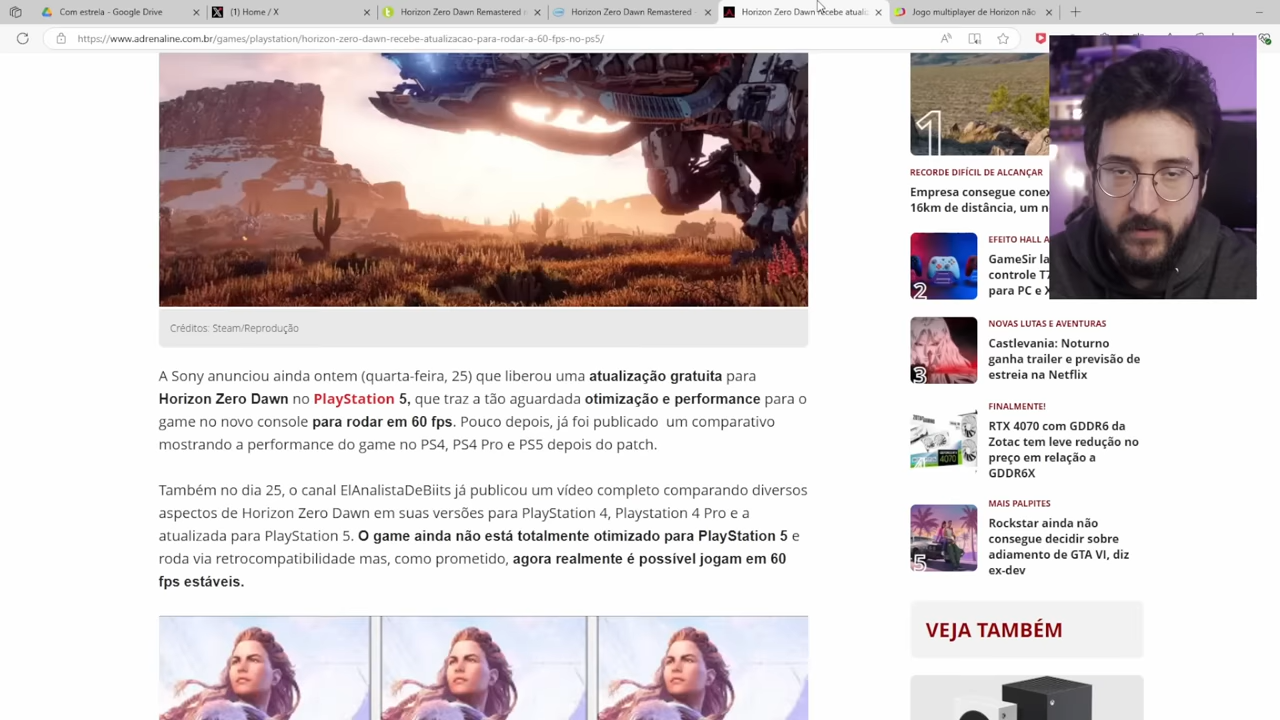 Com estrela - Google Drive
(1) Home / X
Horizon Zero Dawn Remastered n
Horizon Zero Dawn Remastered -
Horizon Zero Dawn recebe atuali
Jogo multiplayer de Horizon não
https://www.adrenaline.com.br/games/playstation/horizon-zero-dawn-recebe-atualizacao-para-rodar-a-60-fps-no-ps5/
Créditos: Steam/Reprodução
A Sony anunciou ainda ontem (quarta-feira, 25) que liberou uma atualização gratuita para
Horizon Zero Dawn no PlayStation 5, que traz a tão aguardada otimização e performance para o
game no novo console para rodar em 60 fps. Pouco depois, já foi publicado um comparativo
mostrando a performance do game no PS4, PS4 Pro e PS5 depois do patch.
Também no dia 25, o canal ElAnalistaDeBiits já publicou um vídeo completo comparando diversos
aspectos de Horizon Zero Dawn em suas versões para PlayStation 4, Playstation 4 Pro e a
atualizada para PlayStation 5. O game ainda não está totalmente otimizado para PlayStation 5 e
roda via retrocompatibilidade mas, como prometido, agora realmente é possível jogam em 60
fps estáveis.
1
RECORDE DIFÍCIL DE ALCANÇAR
Empresa consegue conex
16km de distância, um n
2
EFEITO HALL A
GameSir la
controle T7
para PC e X
3
NOVAS LUTAS E AVENTURAS
Castlevania: Noturno
ganha trailer e previsão de
estreia na Netflix
4
FINALMENTE!
RTX 4070 com GDDR6 da
Zotac tem leve redução no
preço em relação a
GDDR6X
5
MAIS PALPITES
Rockstar ainda não
consegue decidir sobre
adiamento de GTA VI, diz
ex-dev
VEJA TAMBÉM